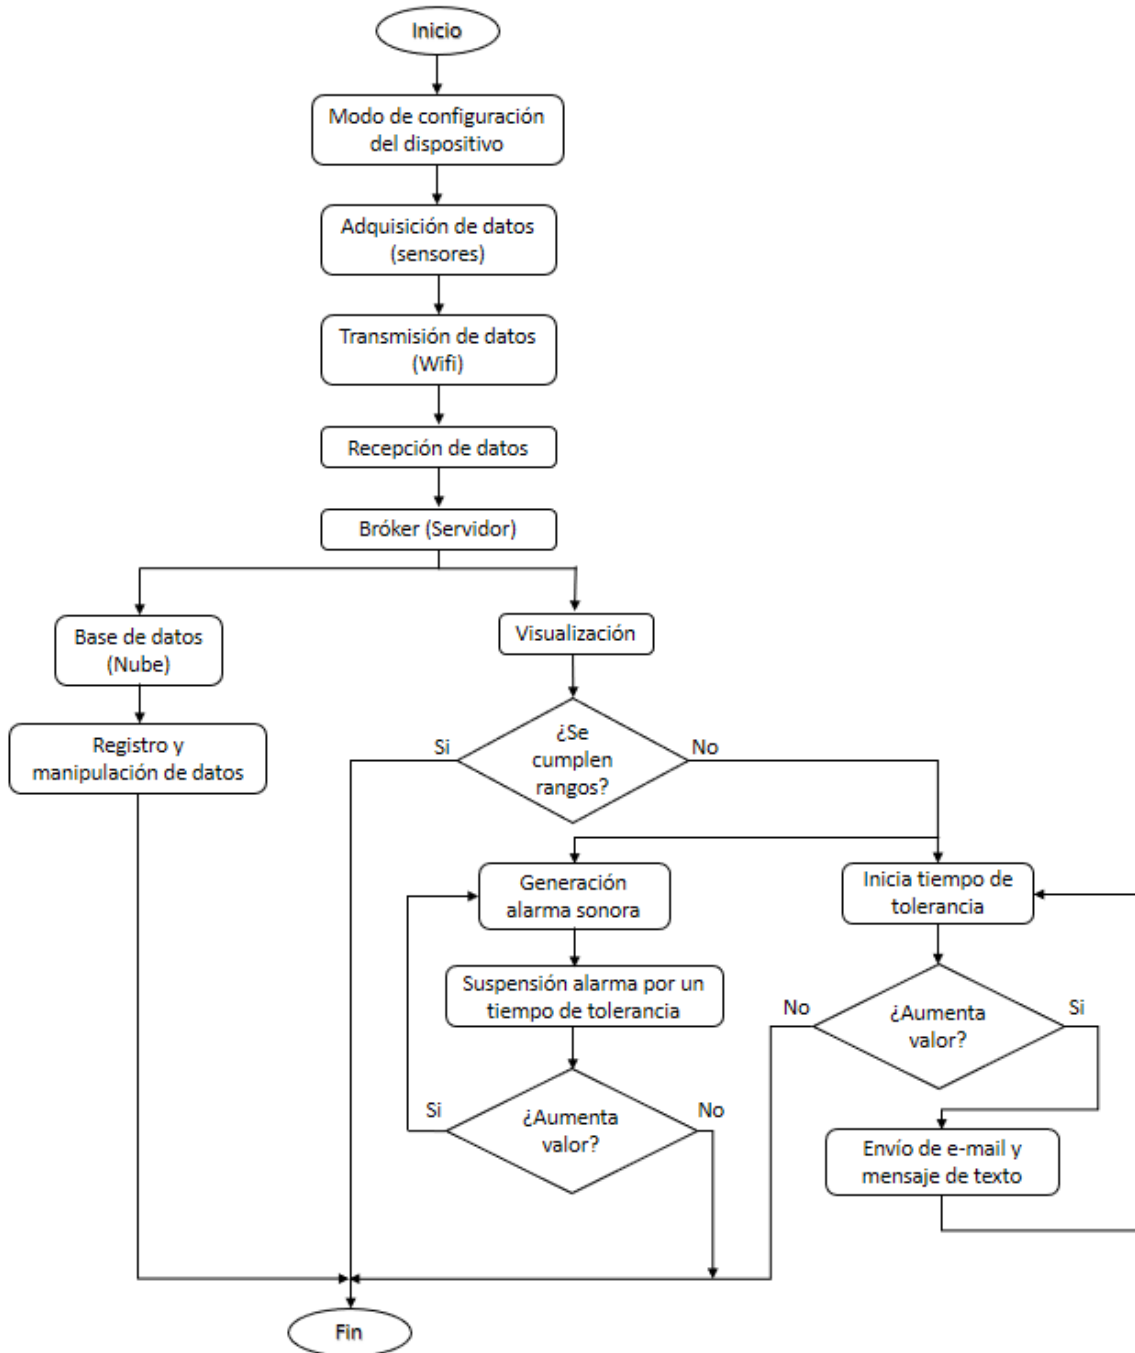 Inicio
Modo de configuración
del dispositivo
Adquisición de datos
(sensores)
Transmisión de datos
(Wifi)
Recepción de datos
Bróker (Servidor)
Base de datos
(Nube)
Visualización
Registro y
manipulación de datos
Si
¿Se
cumplen
rangos?
No
Generación
alarma sonora
Inicia tiempo de
tolerancia
Suspensión alarma por un
tiempo de tolerancia
No
¿Aumenta
valor?
Si
Si
¿Aumenta
valor?
No
Envío de e-mail y
mensaje de texto
Fin